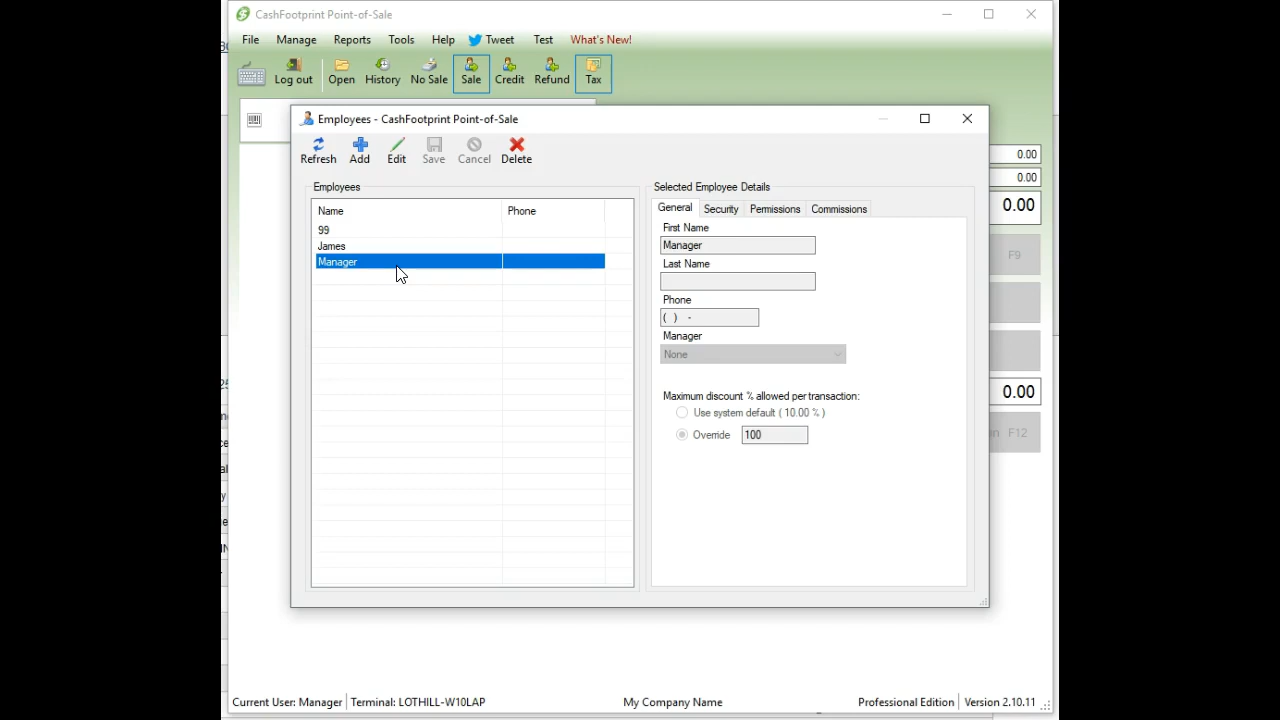 CashFootprint Point-of-Sale
File Manage Reports Tools Help Tweet Test What's New!
Log out Open History No Sale Sale Credit Refund Tax
Employees - CashFootprint Point-of-Sale
Refresh Add Edit Save Cancel Delete
0.00
0.00
0.00
F9
0.00
F12
Employees
Name Phone
99
James
Manager
Selected Employee Details
General Security Permissions Commissions
First Name
Manager
Last Name
Phone
( ) -
Manager
None
Maximum discount % allowed per transaction:
Use system default ( 10.00 % )
Override 100
Current User: Manager Terminal: LOTHILL-W10LAP My Company Name Professional Edition Version 2.10.11